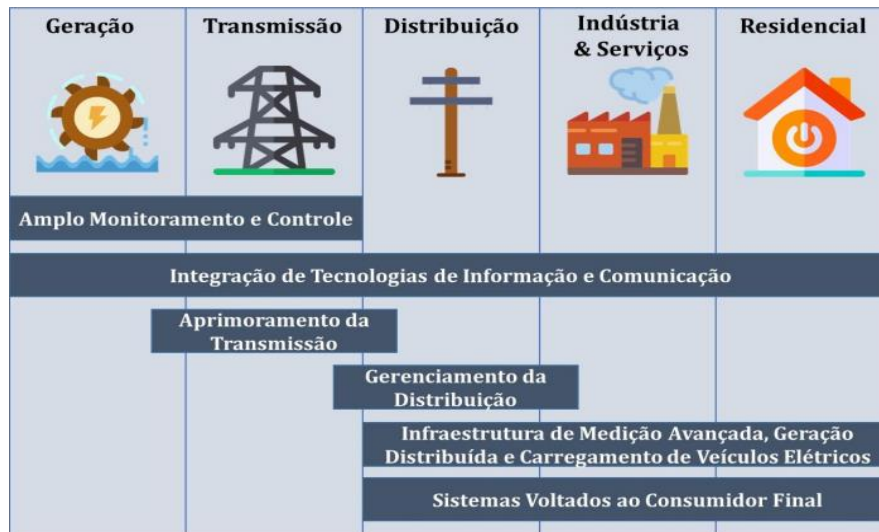 Geração
Transmissão
Distribuição
Indústria
& Serviços
Residencial
Amplo Monitoramento e Controle
Integração de Tecnologias de Informação e Comunicação
Aprimoramento da
Transmissão
Gerenciamento da
Distribuição
Infraestrutura de Medição Avançada, Geração
Distribuída e Carregamento de Veículos Elétricos
Sistemas Voltados ao Consumidor Final